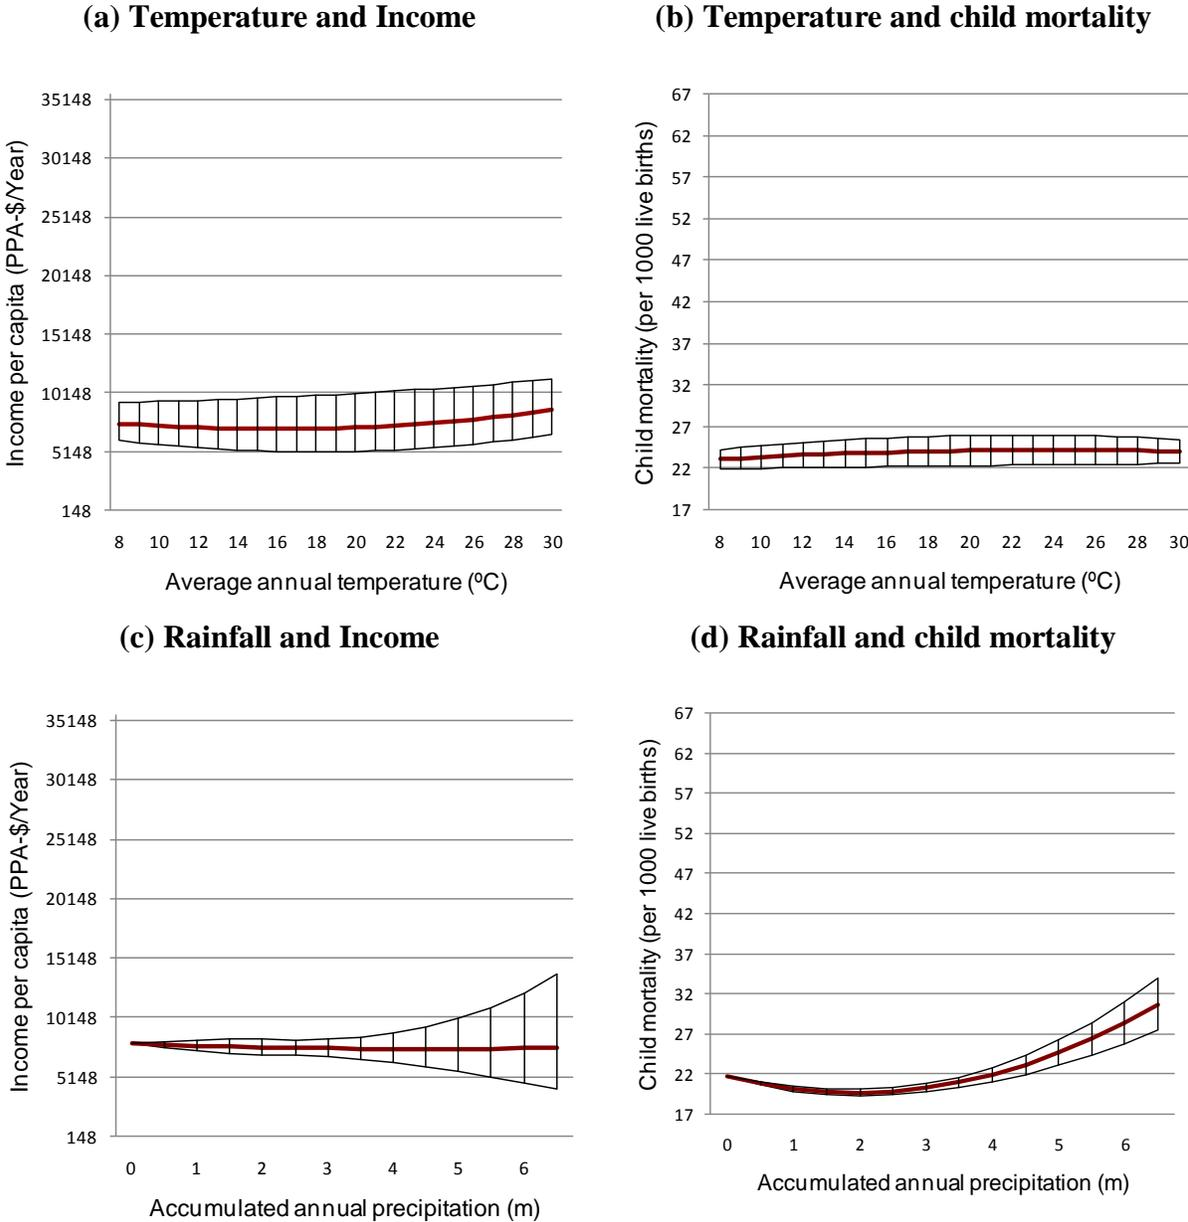 (a) Temperature and Income
Income per capita (PPA-$/Year)
35148
30148
25148
20148
15148
10148
5148
148
8 10 12 14 16 18 20 22 24 26 28 30
Average annual temperature (ºC)
(b) Temperature and child mortality
Child mortality (per 1000 live births)
67
62
57
52
47
42
37
32
27
22
17
8 10 12 14 16 18 20 22 24 26 28 30
Average annual temperature (ºC)
(c) Rainfall and Income
Income per capita (PPA-$/Year)
35148
30148
25148
20148
15148
10148
5148
148
0 1 2 3 4 5 6
Accumulated annual precipitation (m)
(d) Rainfall and child mortality
Child mortality (per 1000 live births)
67
62
57
52
47
42
37
32
27
22
17
0 1 2 3 4 5 6
Accumulated annual precipitation (m)